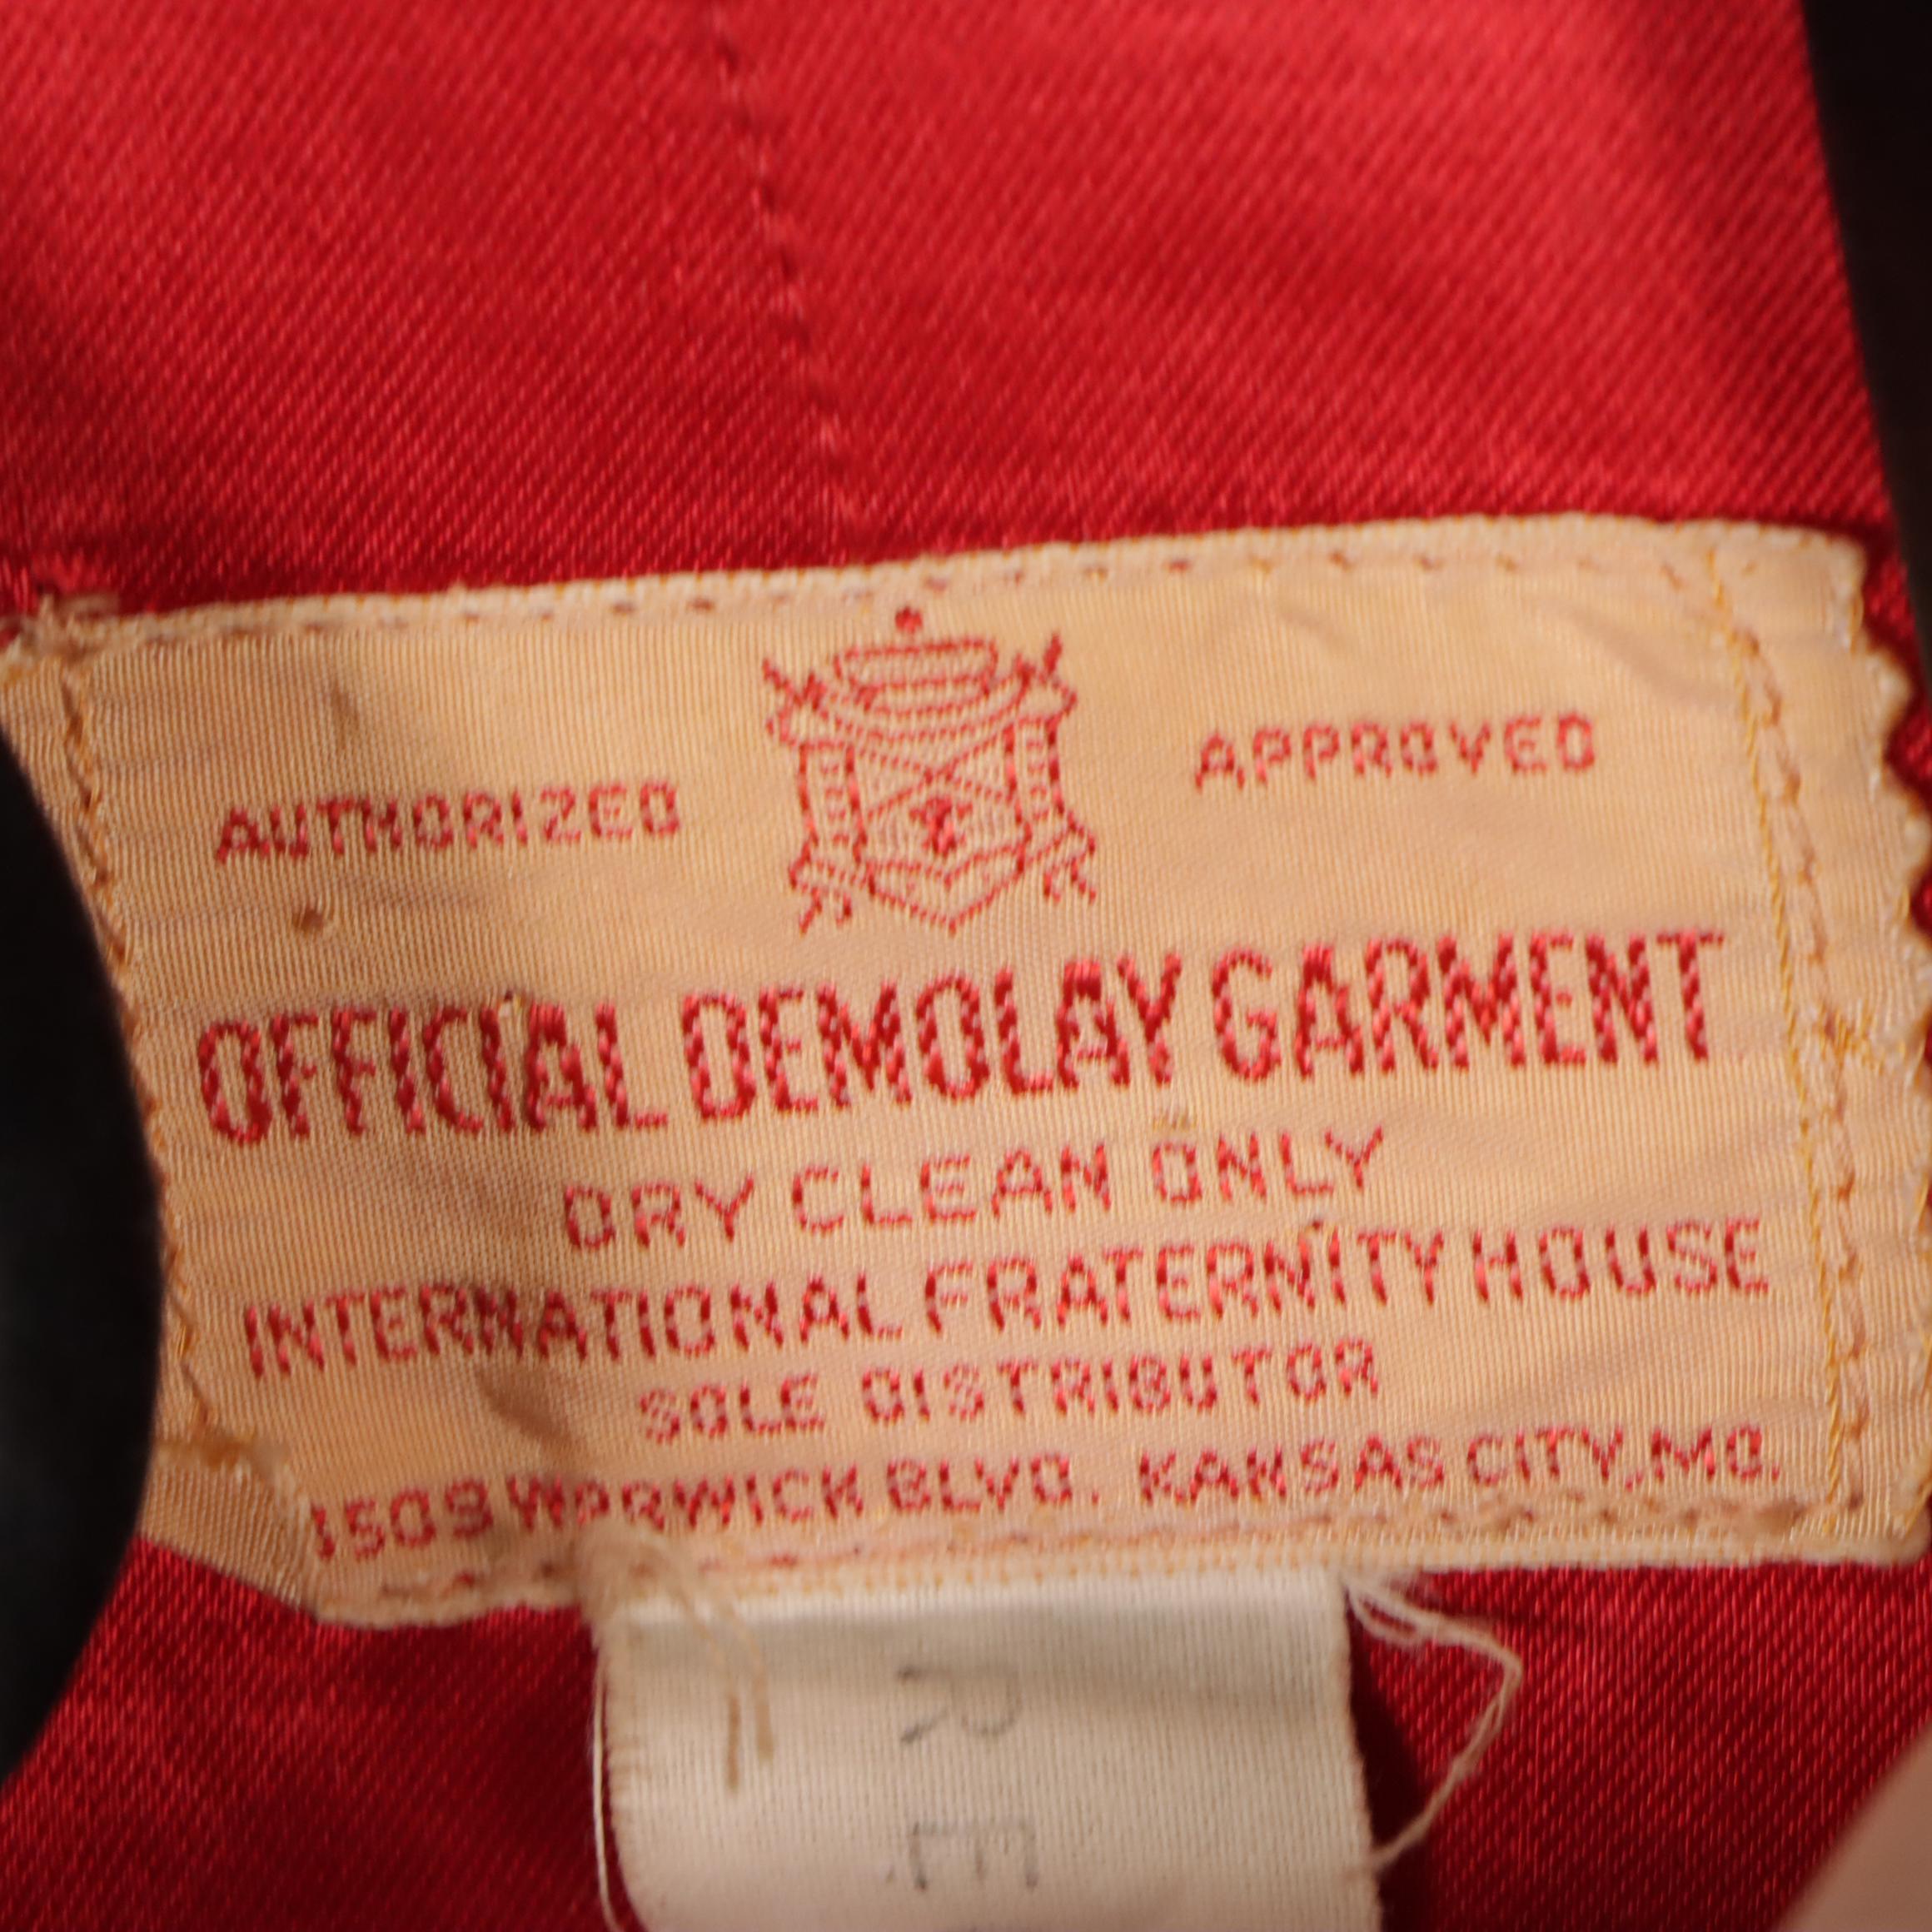 AUTHORIZED APPROVED
OFFICIAL DEMOLAY GARMENT
DRY CLEAN ONLY
INTERNATIONAL FRATERNITY HOUSE
SOLE DISTRIBUTOR
1509 WARWICK BLVD. KANSAS CITY, MO.
RE